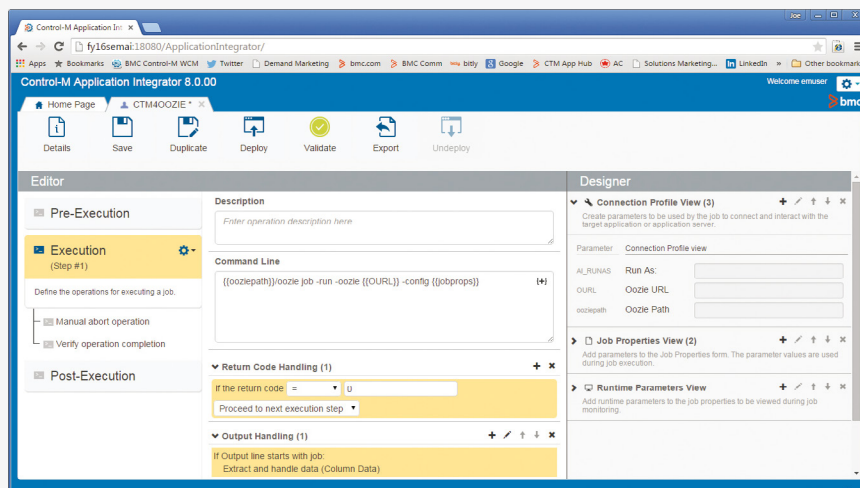 Control-M Application Int ×
Joe
fy16semai:18080/ApplicationIntegrator/
Apps Bookmarks BMC Control-M WCM Twitter Demand Marketing bmc.com BMC Comm bitly Google CTM App Hub AC Solutions Marketing... LinkedIn » Other bookmark
Control-M Application Integrator 8.0.00
Welcome emuser
Home Page CTM4OOZIE * ×
bmc
Details Save Duplicate Deploy Validate Export Undeploy
Editor
Pre-Execution
Execution
(Step #1)
Define the operations for executing a job.
Manual abort operation
Verify operation completion
Post-Execution
Description
Enter operation description here
Command Line
{{ooziepath}}/oozie job -run -oozie {{OURL}} -config {{jobprops}}
{+}
Return Code Handling (1)
If the return code = 0
Proceed to next execution step
Output Handling (1)
If Output line starts with job:
Extract and handle data (Column Data)
Designer
Connection Profile View (3)
Create parameters to be used by the job to connect and interact with the
target application or application server.
Parameter Connection Profile view
AI_RUNAS Run As:
OURL Oozie URL
ooziepath Oozie Path
Job Properties View (2)
Add parameters to the Job Properties form. The parameter values are used
during job execution.
Runtime Parameters View
Add runtime parameters to the job properties to be viewed during job
monitoring.